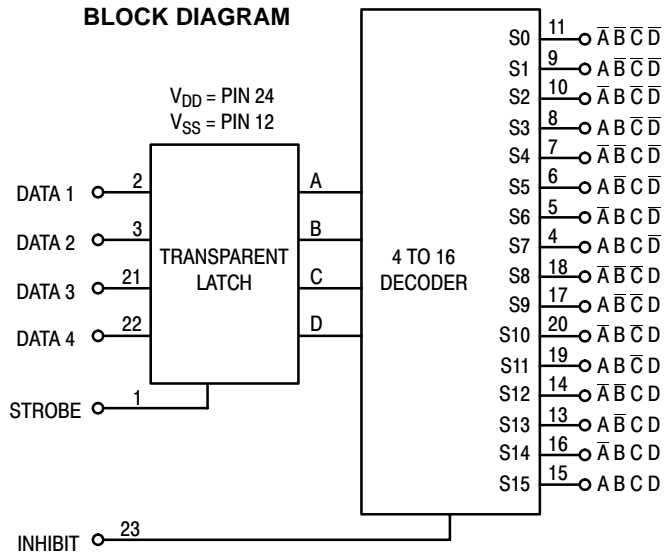 BLOCK DIAGRAM
V_DD = PIN 24
V_SS = PIN 12
DATA 1 2
DATA 2 3
DATA 3 21
DATA 4 22
STROBE 1
INHIBIT 23
TRANSPARENT
LATCH
A
B
C
D
4 TO 16
DECODER
S0 11 A̅ B̅ C̅ D̅
S1 9 A B̅ C̅ D̅
S2 10 A̅ B C̅ D̅
S3 8 A B C̅ D̅
S4 7 A̅ B̅ C D̅
S5 6 A B̅ C D̅
S6 5 A̅ B C D̅
S7 4 A B C D̅
S8 18 A̅ B̅ C̅ D
S9 17 A B̅ C̅ D
S10 20 A̅ B C̅ D
S11 19 A B C̅ D
S12 14 A̅ B̅ C D
S13 13 A B̅ C D
S14 16 A̅ B C D
S15 15 A B C D